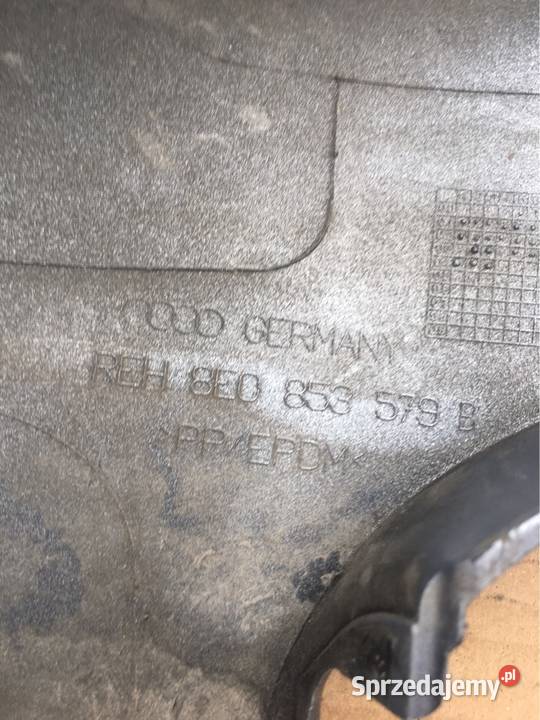 GERMANY
REH 8E0 853 579 B
>PP/EPDM<
Sprzedajemy.pl